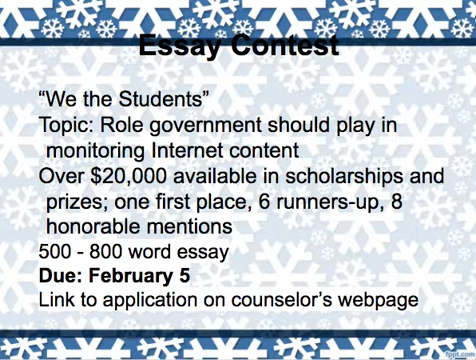 Essay Contest
“We the Students”
Topic: Role government should play in
monitoring Internet content
Over $20,000 available in scholarships and
prizes; one first place, 6 runners-up, 8
honorable mentions
500 - 800 word essay
Due: February 5
Link to application on counselor’s webpage
fppt.com